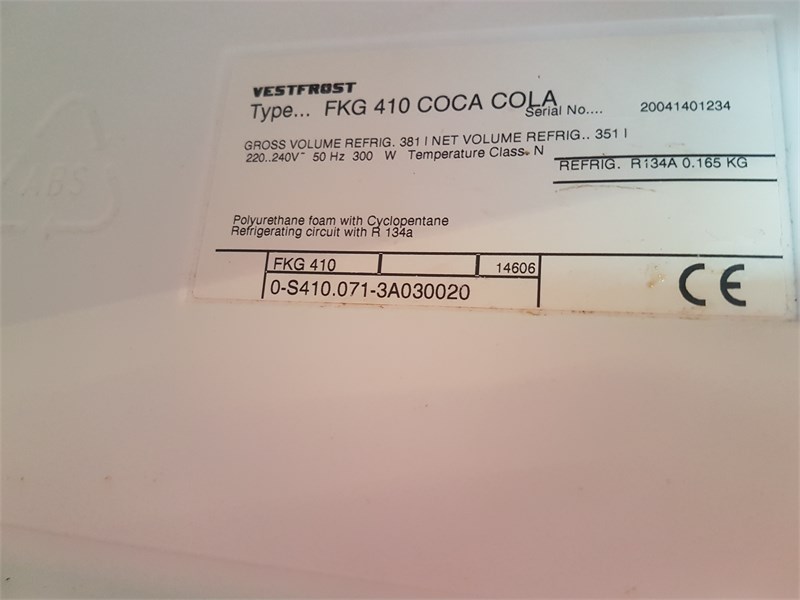 VESTFROST
Type... FKG 410 COCA COLA
Serial No.... 20041401234
GROSS VOLUME REFRIG. 381 l NET VOLUME REFRIG.. 351 l
220..240V~ 50 Hz 300 W Temperature Class. N
REFRIG. R134A 0.165 KG
Polyurethane foam with Cyclopentane
Refrigerating circuit with R 134a
FKG 410 14606
0-S410.071-3A030020
CE